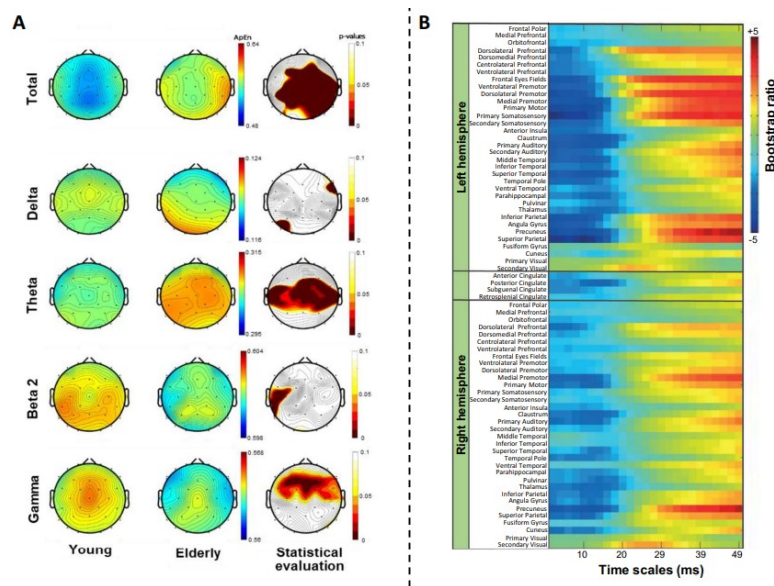 A
ApEn
p-values
Total
0.64
0.48
0.1
0.05
0
Delta
0.124
0.116
0.1
0.05
0
Theta
0.315
0.295
0.1
0.05
0
Beta 2
0.604
0.596
0.1
0.05
0
Gamma
0.568
0.56
0.1
0.05
0
Young
Elderly
Statistical
evaluation
B
Left hemisphere
Frontal Polar
Medial Prefrontal
Orbitofrontal
Dorsolateral Prefrontal
Dorsomedial Prefrontal
Centrolateral Prefrontal
Ventrolateral Prefrontal
Frontal Eyes Fields
Ventrolateral Premotor
Dorsolateral Premotor
Medial Premotor
Primary Motor
Primary Somatosensory
Secondary Somatosensory
Anterior Insula
Claustrum
Primary Auditory
Secondary Auditory
Middle Temporal
Inferior Temporal
Superior Temporal
Temporal Pole
Ventral Temporal
Parahippocampal
Pulvinar
Thalamus
Inferior Parietal
Angula Gyrus
Precuneus
Superior Parietal
Fusiform Gyrus
Cuneus
Primary Visual
Secondary Visual
Anterior Cingulate
Posterior Cingulate
Subguenal Cingulate
Retrosplenial Cingulate
Right hemisphere
Frontal Polar
Medial Prefrontal
Orbitofrontal
Dorsolateral Prefrontal
Dorsomedial Prefrontal
Centrolateral Prefrontal
Ventrolateral Prefrontal
Frontal Eyes Fields
Ventrolateral Premotor
Dorsolateral Premotor
Medial Premotor
Primary Motor
Primary Somatosensory
Secondary Somatosensory
Anterior Insula
Claustrum
Primary Auditory
Secondary Auditory
Middle Temporal
Inferior Temporal
Superior Temporal
Temporal Pole
Ventral Temporal
Parahippocampal
Pulvinar
Thalamus
Inferior Parietal
Angula Gyrus
Precuneus
Superior Parietal
Fusiform Gyrus
Cuneus
Primary Visual
Secondary Visual
10 20 29 39 49
Time scales (ms)
+5
Bootstrap ratio
-5